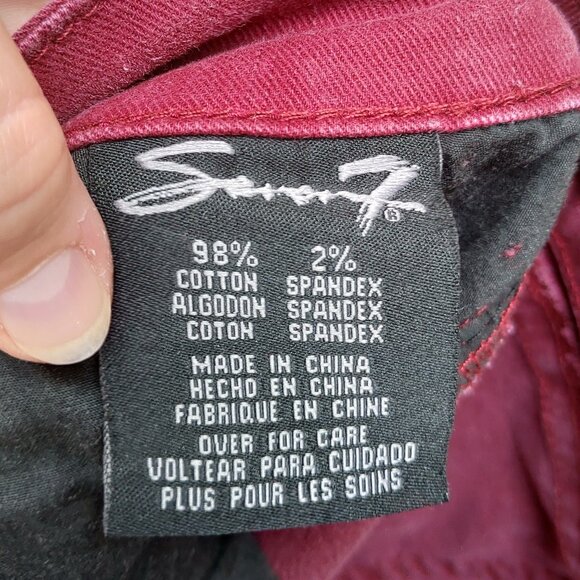 Seven7®
98% 2%
COTTON SPANDEX
ALGODON SPANDEX
COTON SPANDEX
MADE IN CHINA
HECHO EN CHINA
FABRIQUE EN CHINE
OVER FOR CARE
VOLTEAR PARA CUIDADO
PLUS POUR LES SOINS